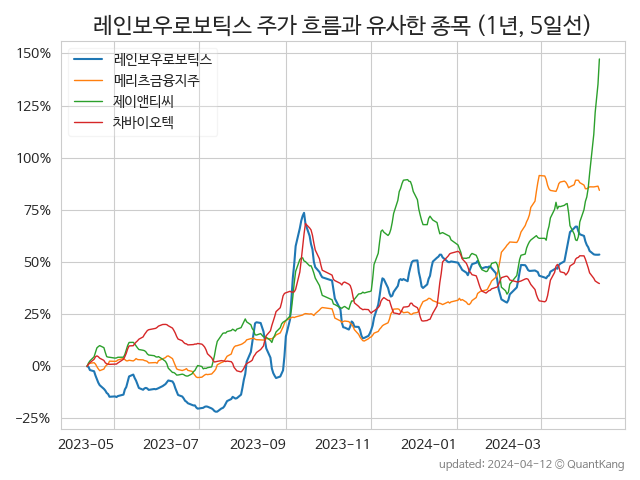 레인보우로보틱스 주가 흐름과 유사한 종목 (1년, 5일선)
150%
125%
100%
75%
50%
25%
0%
−25%
레인보우로보틱스
메리츠금융지주
제이앤티씨
차바이오텍
2023-05
2023-07
2023-09
2023-11
2024-01
2024-03
updated: 2024-04-12 © QuantKang